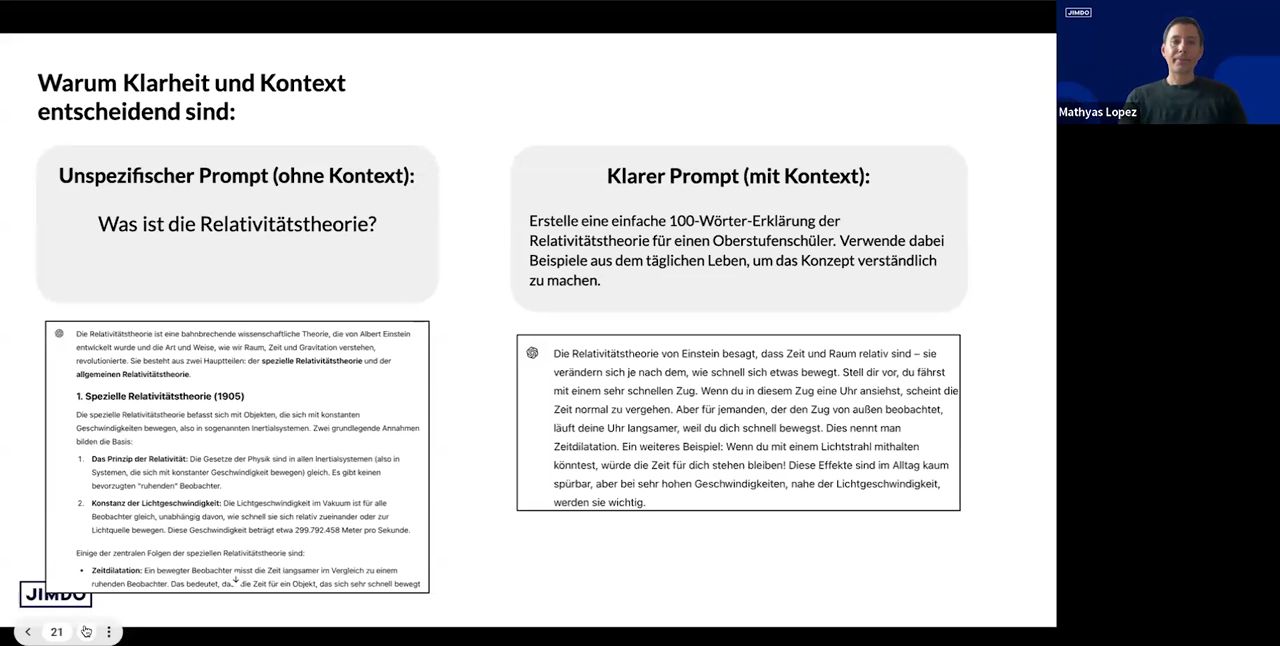 Warum Klarheit und Kontext
entscheidend sind:
Unspezifischer Prompt (ohne Kontext):
Was ist die Relativitätstheorie?
Die Relativitätstheorie ist eine bahnbrechende wissenschaftliche Theorie, die von Albert Einstein
entwickelt wurde und die Art und Weise, wie wir Raum, Zeit und Gravitation verstehen,
revolutionierte. Sie besteht aus zwei Hauptteilen: der spezielle Relativitätstheorie und der
allgemeinen Relativitätstheorie.
1. Spezielle Relativitätstheorie (1905)
Die spezielle Relativitätstheorie befasst sich mit Objekten, die sich mit konstanten
Geschwindigkeiten bewegen, also in sogenannten Inertialsystemen. Zwei grundlegende Annahmen
bilden die Basis:
1. Das Prinzip der Relativität: Die Gesetze der Physik sind in allen Inertialsystemen (also in
Systemen, die sich mit konstanter Geschwindigkeit bewegen) gleich. Es gibt keinen
bevorzugten "ruhenden" Beobachter.
2. Konstanz der Lichtgeschwindigkeit: Die Lichtgeschwindigkeit im Vakuum ist für alle
Beobachter gleich, unabhängig davon, wie schnell sie sich relativ zueinander oder zur
Lichtquelle bewegen. Diese Geschwindigkeit beträgt etwa 299.792.458 Meter pro Sekunde.
Einige der zentralen Folgen der speziellen Relativitätstheorie sind:
• Zeitdilatation: Ein bewegter Beobachter misst die Zeit langsamer im Vergleich zu einem
ruhenden Beobachter. Das bedeutet, die Zeit für ein Objekt, das sich sehr schnell bewegt
Klarer Prompt (mit Kontext):
Erstelle eine einfache 100-Wörter-Erklärung der
Relativitätstheorie für einen Oberstufenschüler. Verwende dabei
Beispiele aus dem täglichen Leben, um das Konzept verständlich
zu machen.
Die Relativitätstheorie von Einstein besagt, dass Zeit und Raum relativ sind – sie
verändern sich je nach dem, wie schnell sich etwas bewegt. Stell dir vor, du fährst
mit einem sehr schnellen Zug. Wenn du in diesem Zug eine Uhr ansiehst, scheint die
Zeit normal zu vergehen. Aber für jemanden, der den Zug von außen beobachtet,
läuft deine Uhr langsamer, weil du dich schnell bewegst. Dies nennt man
Zeitdilatation. Ein weiteres Beispiel: Wenn du mit einem Lichtstrahl mithalten
könntest, würde die Zeit für dich stehen bleiben! Diese Effekte sind im Alltag kaum
spürbar, aber bei sehr hohen Geschwindigkeiten, nahe der Lichtgeschwindigkeit,
werden sie wichtig.
JIMDO
21
JIMDO
Mathyas Lopez